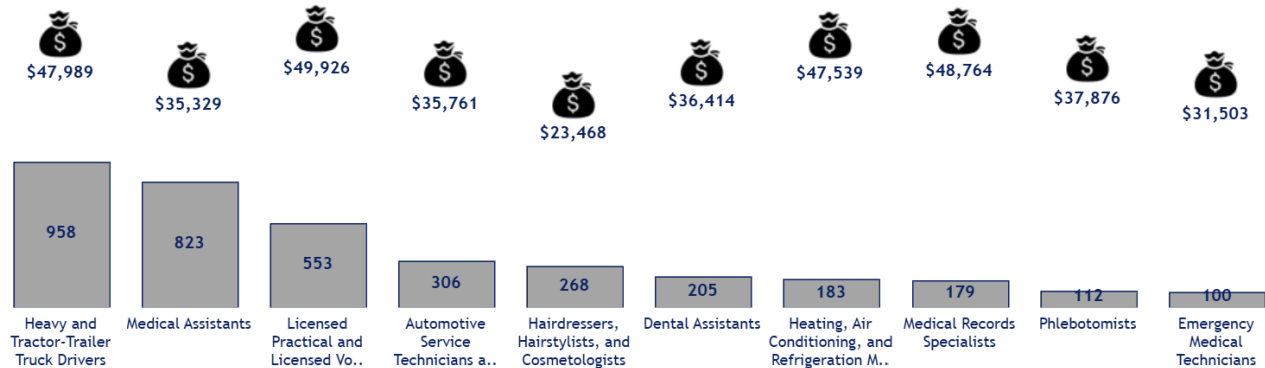 $47,989
$35,329
$49,926
$35,761
$23,468
$36,414
$47,539
$48,764
$37,876
$31,503
958
823
553
306
268
205
183
179
112
100
Heavy and
Tractor-Trailer
Truck Drivers
Medical Assistants
Licensed
Practical and
Licensed Vo..
Automotive
Service
Technicians a..
Hairdressers,
Hairstylists, and
Cosmetologists
Dental Assistants
Heating, Air
Conditioning, and
Refrigeration M..
Medical Records
Specialists
Phlebotomists
Emergency
Medical
Technicians